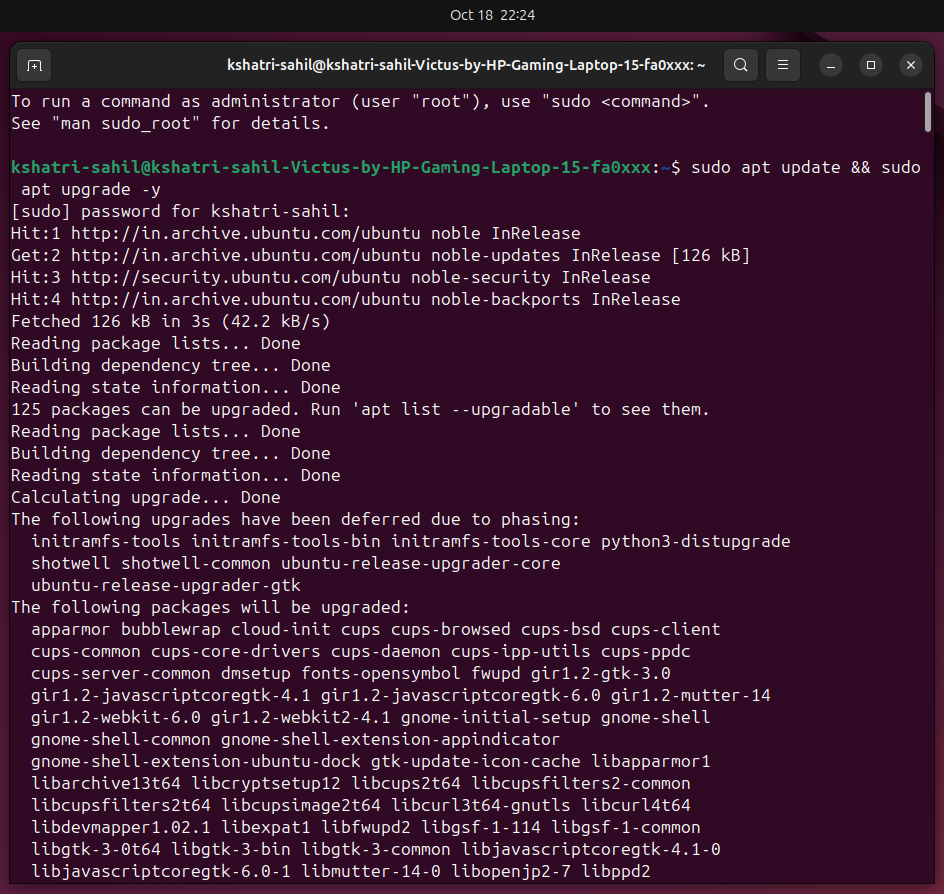 Oct 18 22:24
kshatri-sahil@kshatri-sahil-Victus-by-HP-Gaming-Laptop-15-fa0xxx: ~
To run a command as administrator (user "root"), use "sudo <command>".
See "man sudo_root" for details.
kshatri-sahil@kshatri-sahil-Victus-by-HP-Gaming-Laptop-15-fa0xxx:~$ sudo apt update && sudo
apt upgrade -y
[sudo] password for kshatri-sahil:
Hit:1 http://in.archive.ubuntu.com/ubuntu noble InRelease
Get:2 http://in.archive.ubuntu.com/ubuntu noble-updates InRelease [126 kB]
Hit:3 http://security.ubuntu.com/ubuntu noble-security InRelease
Hit:4 http://in.archive.ubuntu.com/ubuntu noble-backports InRelease
Fetched 126 kB in 3s (42.2 kB/s)
Reading package lists... Done
Building dependency tree... Done
Reading state information... Done
125 packages can be upgraded. Run 'apt list --upgradable' to see them.
Reading package lists... Done
Building dependency tree... Done
Reading state information... Done
Calculating upgrade... Done
The following upgrades have been deferred due to phasing:
initramfs-tools initramfs-tools-bin initramfs-tools-core python3-distupgrade
shotwell shotwell-common ubuntu-release-upgrader-core
ubuntu-release-upgrader-gtk
The following packages will be upgraded:
apparmor bubblewrap cloud-init cups cups-browsed cups-bsd cups-client
cups-common cups-core-drivers cups-daemon cups-ipp-utils cups-ppdc
cups-server-common dmsetup fonts-opensymbol fwupd gir1.2-gtk-3.0
gir1.2-javascriptcoregtk-4.1 gir1.2-javascriptcoregtk-6.0 gir1.2-mutter-14
gir1.2-webkit-6.0 gir1.2-webkit2-4.1 gnome-initial-setup gnome-shell
gnome-shell-common gnome-shell-extension-appindicator
gnome-shell-extension-ubuntu-dock gtk-update-icon-cache libapparmor1
libarchive13t64 libcryptsetup12 libcups2t64 libcupsfilters2-common
libcupsfilters2t64 libcupsimage2t64 libcurl3t64-gnutls libcurl4t64
libdevmapper1.02.1 libexpat1 libfwupd2 libgsf-1-114 libgsf-1-common
libgtk-3-0t64 libgtk-3-bin libgtk-3-common libjavascriptcoregtk-4.1-0
libjavascriptcoregtk-6.0-1 libmutter-14-0 libopenjp2-7 libppd2